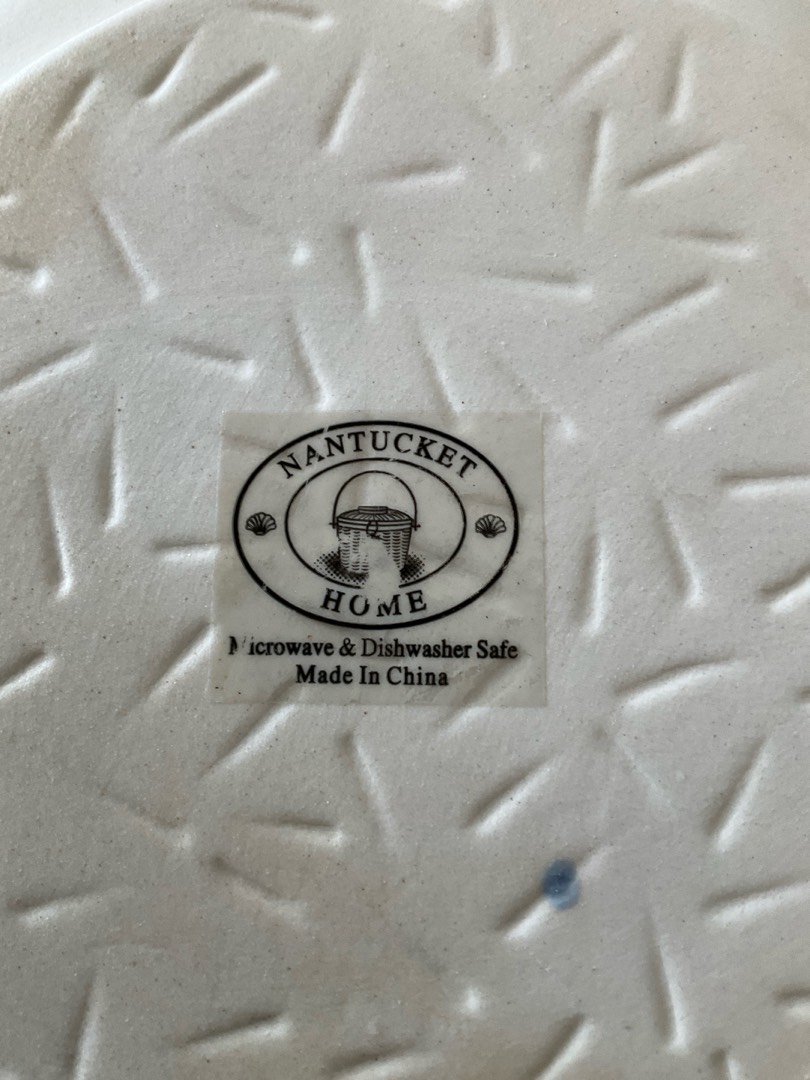 NANTUCKET
HOME
Microwave & Dishwasher Safe
Made In China